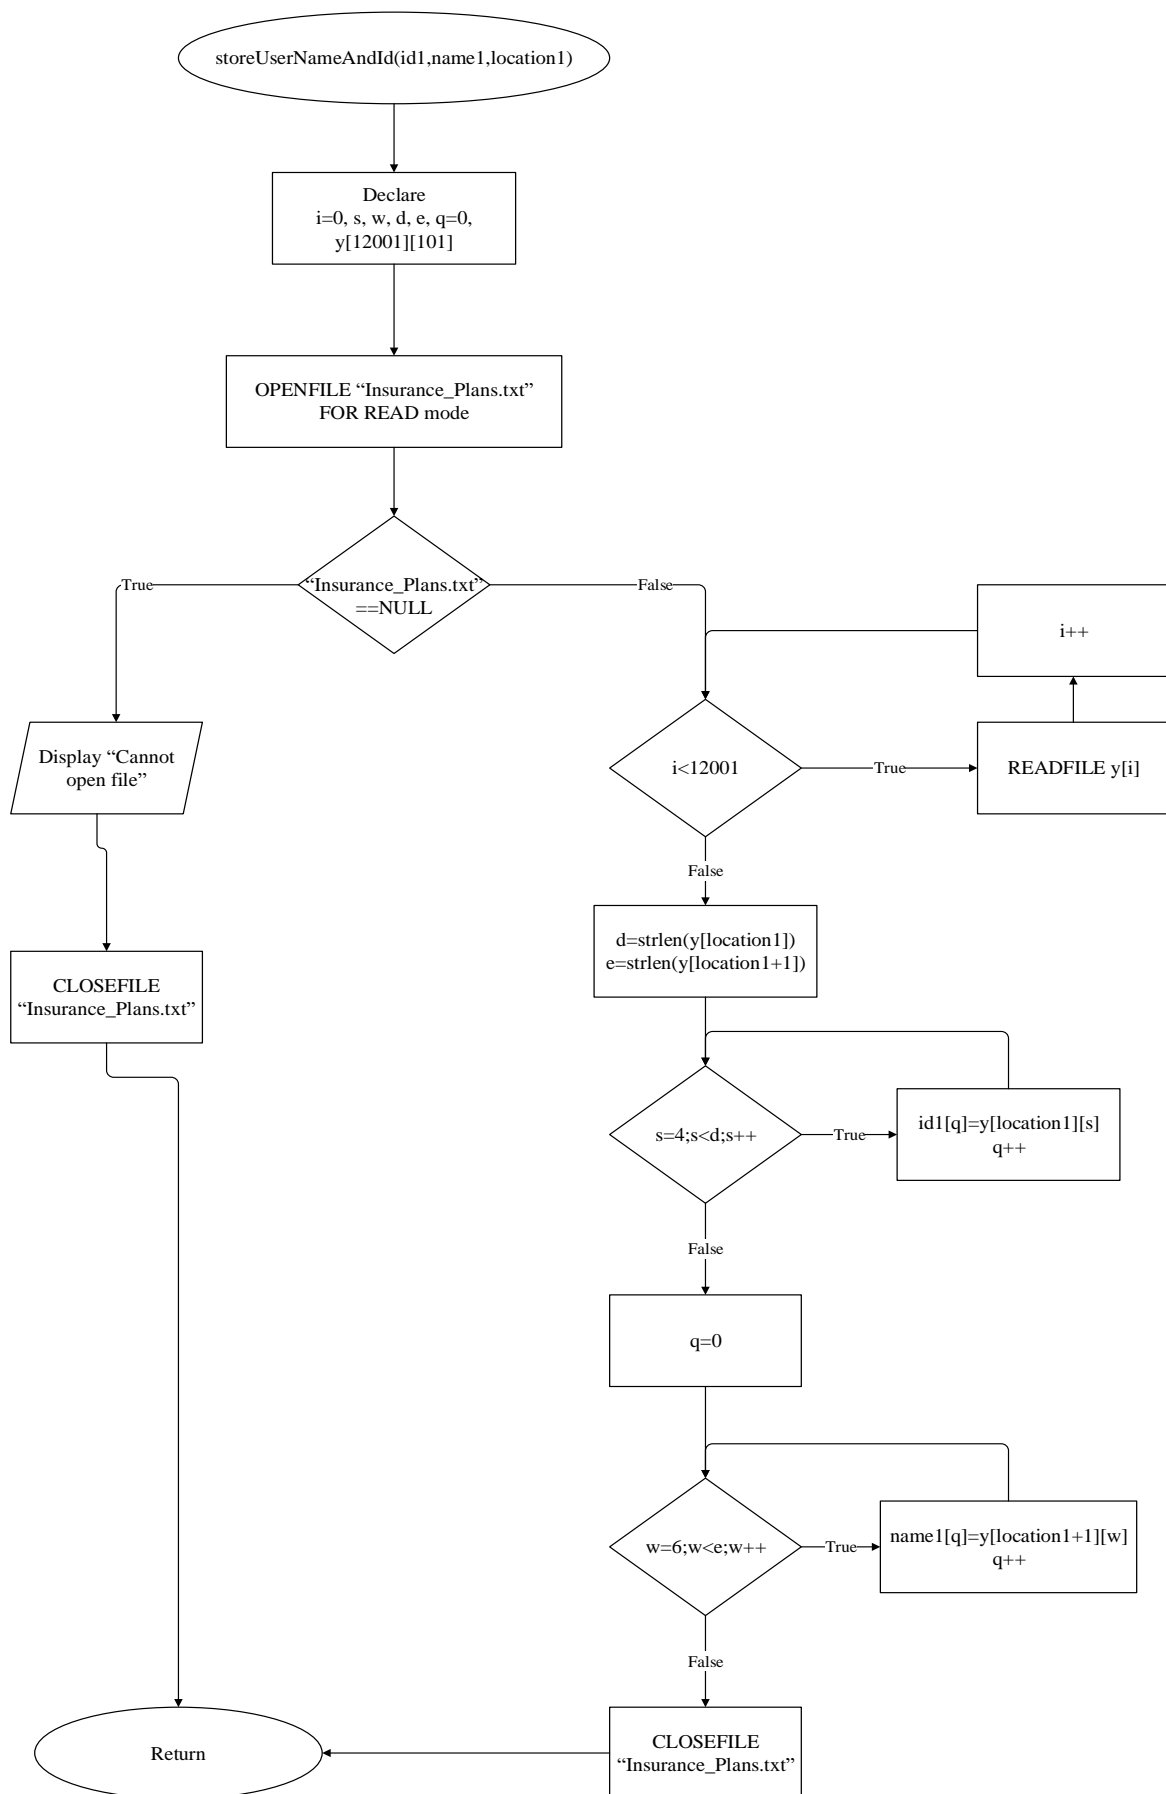 storeUserNameAndId(id1,name1,location1)
Declare
i=0, s, w, d, e, q=0,
y[12001][101]
OPENFILE “Insurance_Plans.txt”
FOR READ mode
“Insurance_Plans.txt”
==NULL
True
False
i++
Display “Cannot
open file”
i<12001
True
READFILE y[i]
False
d=strlen(y[location1])
e=strlen(y[location1+1])
CLOSEFILE
“Insurance_Plans.txt”
s=4;s<d;s++
True
id1[q]=y[location1][s]
q++
False
q=0
w=6;w<e;w++
True
name1[q]=y[location1+1][w]
q++
False
CLOSEFILE
“Insurance_Plans.txt”
Return